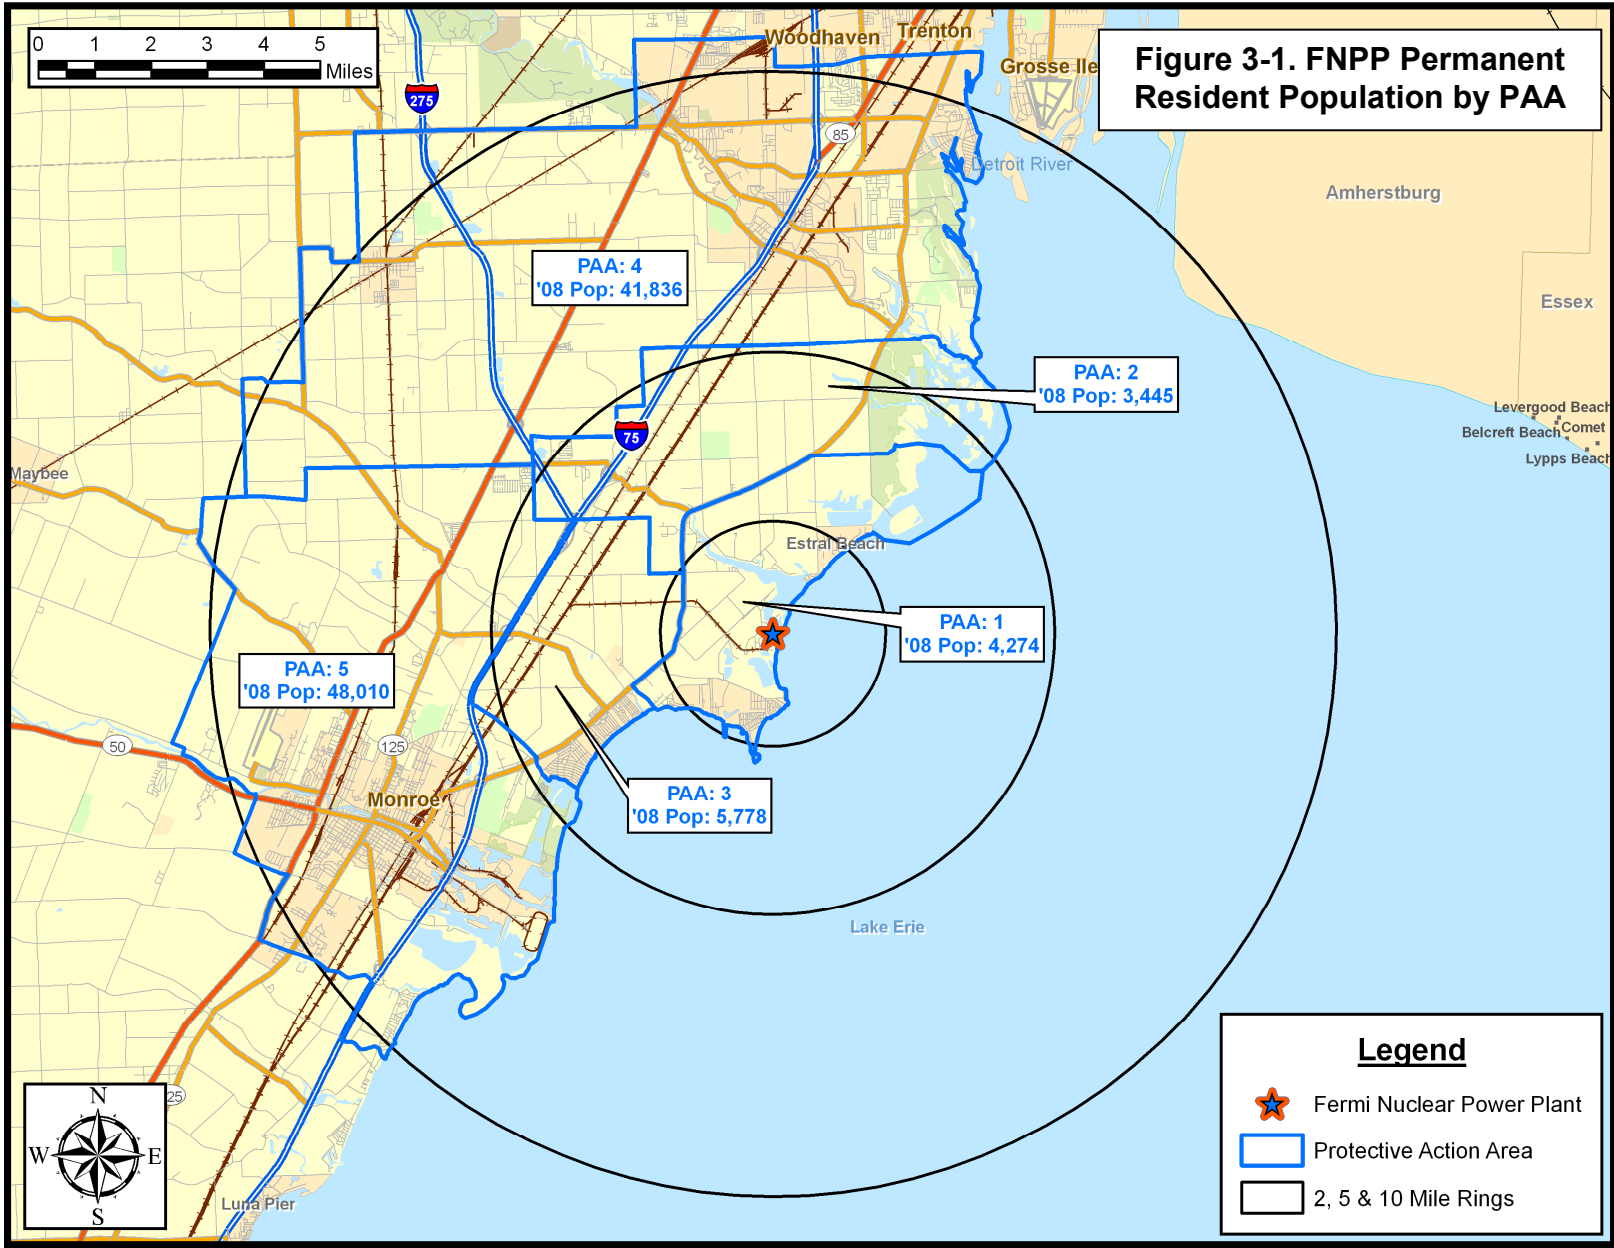 0 1 2 3 4 5
Miles
Figure 3-1. FNPP Permanent
Resident Population by PAA
Woodhaven
Trenton
Grosse Ile
275
85
Detroit River
Amherstburg
Essex
PAA: 4
'08 Pop: 41,836
PAA: 2
'08 Pop: 3,445
Levergood Beach
Comet
Belcreft Beach
Lypps Beach
75
Maybee
Estral Beach
PAA: 1
'08 Pop: 4,274
PAA: 5
'08 Pop: 48,010
50
125
Monroe
PAA: 3
'08 Pop: 5,778
Lake Erie
25
Luna Pier
N
W E
S
Legend
Fermi Nuclear Power Plant
Protective Action Area
2, 5 & 10 Mile Rings